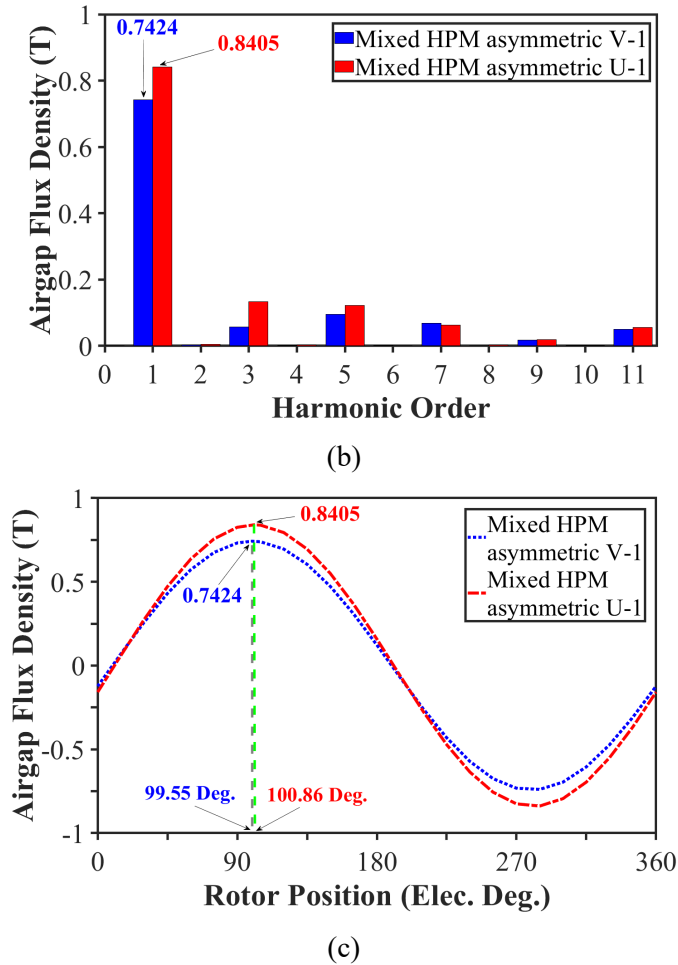 0.7424
0.8405
Mixed HPM asymmetric V-1
Mixed HPM asymmetric U-1
Airgap Flux Density (T)
1
0.8
0.6
0.4
0.2
0
0 1 2 3 4 5 6 7 8 9 10 11
Harmonic Order
(b)
Airgap Flux Density (T)
1
0.5
0
-0.5
-1
0.8405
0.7424
Mixed HPM
asymmetric V-1
Mixed HPM
asymmetric U-1
99.55 Deg.
100.86 Deg.
0 90 180 270 360
Rotor Position (Elec. Deg.)
(c)